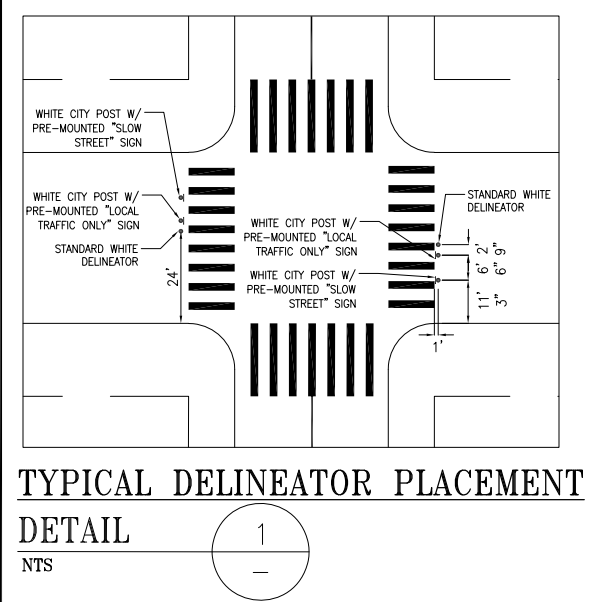 WHITE CITY POST W/
PRE-MOUNTED "SLOW
STREET" SIGN
WHITE CITY POST W/
PRE-MOUNTED "LOCAL
TRAFFIC ONLY" SIGN
STANDARD WHITE
DELINEATOR
24'
WHITE CITY POST W/
PRE-MOUNTED "LOCAL
TRAFFIC ONLY" SIGN
WHITE CITY POST W/
PRE-MOUNTED "SLOW
STREET" SIGN
STANDARD WHITE
DELINEATOR
2'
9"
6'
6"
11'
3"
1'
TYPICAL DELINEATOR PLACEMENT
DETAIL
NTS
1